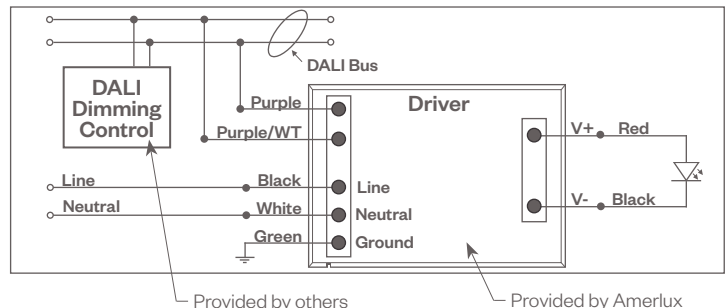 DALI Bus
DALI
Dimming
Control
Purple
Purple/WT
Driver
V+ Red
Line Black Line
Neutral White Neutral
V- Black
Green Ground
Provided by others
Provided by Amerlux